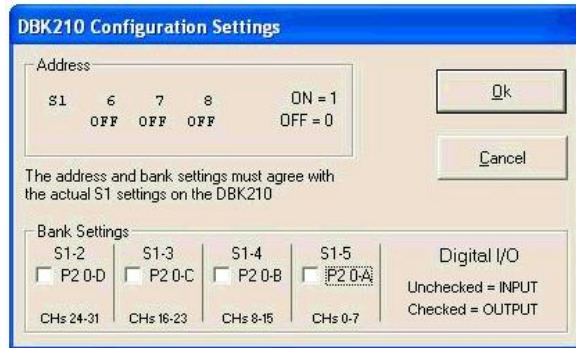 DBK210 Configuration Settings
Address
S1 6 7 8 ON = 1
OFF OFF OFF OFF = 0
Ok
Cancel
The address and bank settings must agree with
the actual S1 settings on the DBK210
Bank Settings
S1-2 S1-3 S1-4 S1-5 Digital I/O
P2 0-D P2 0-C P2 0-B P2 0-A
Unchecked = INPUT
Checked = OUTPUT
CHs 24-31 CHs 16-23 CHs 8-15 CHs 0-7